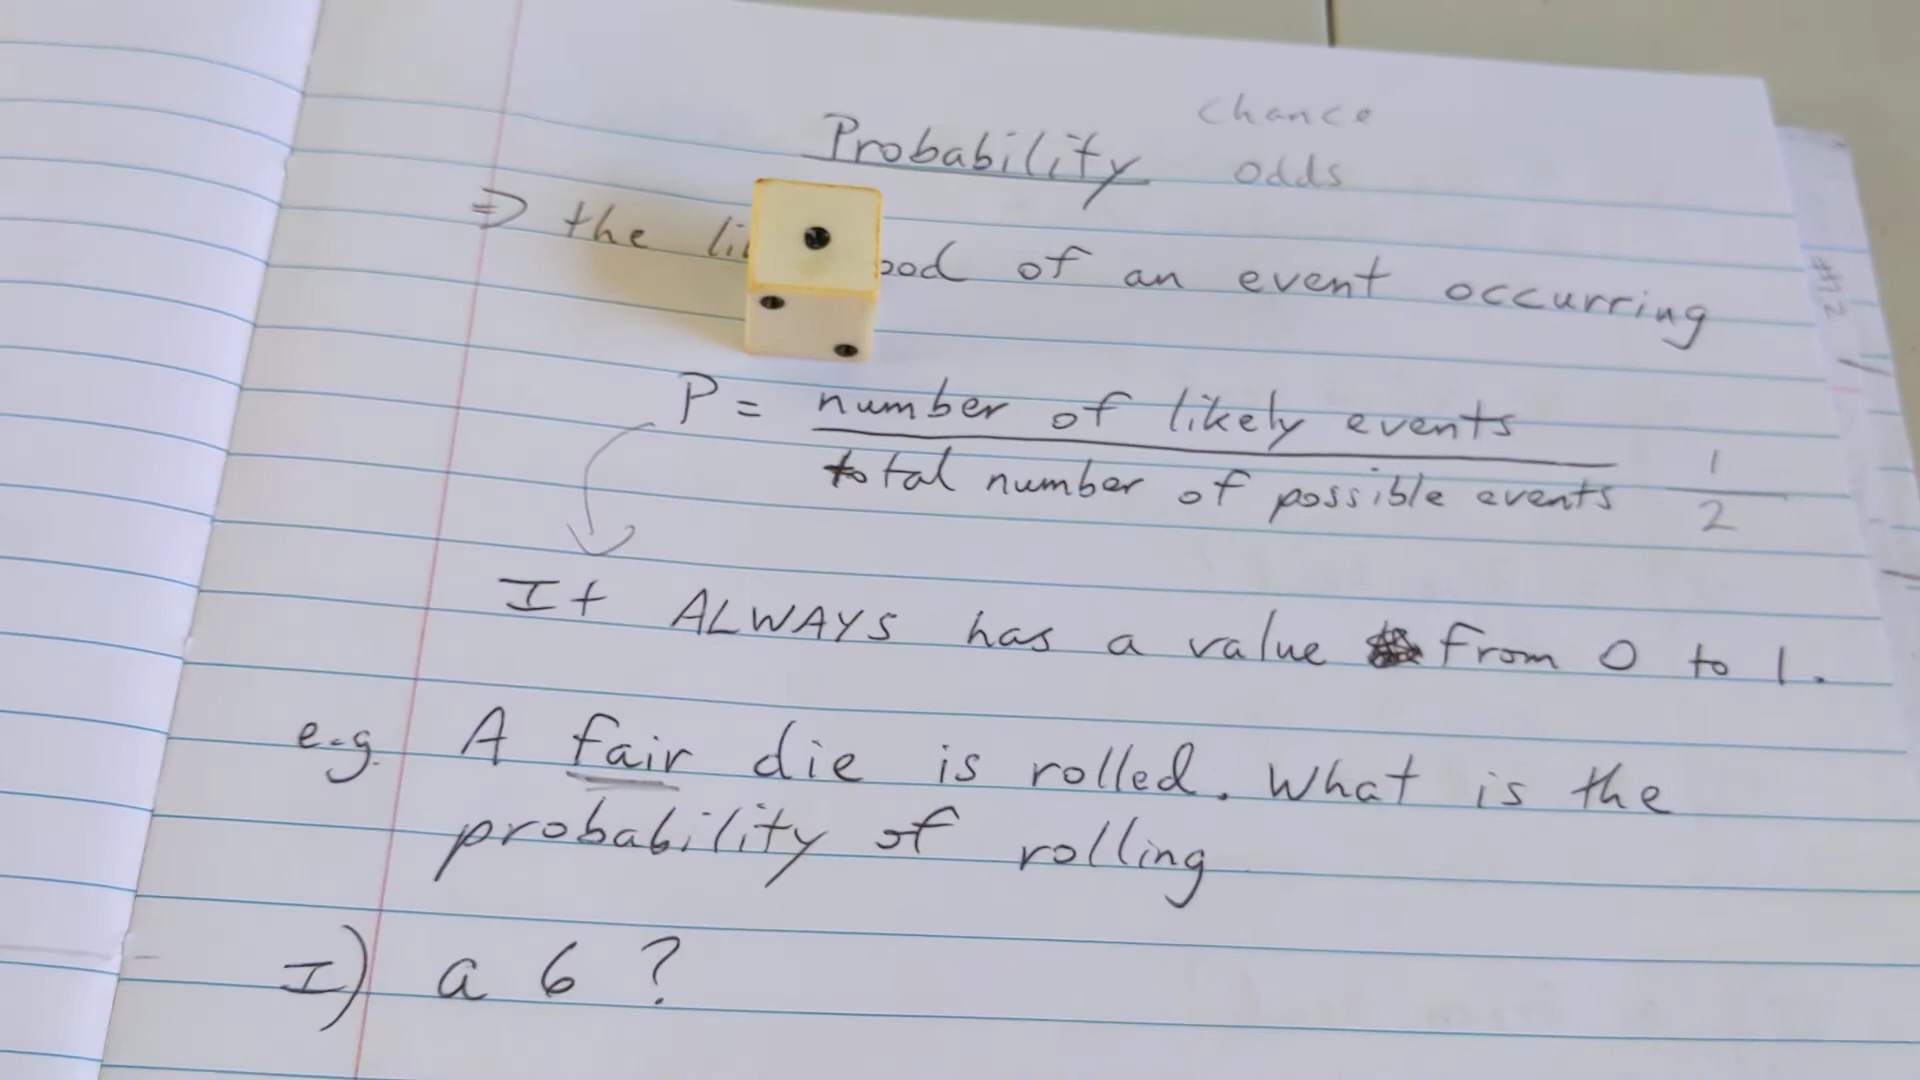 chance
Probability odds
⇒ the li ood of an event occurring
P = number of likely events
total number of possible events
1
2
It ALWAYS has a value from 0 to 1.
e.g. A fair die is rolled. What is the
probability of rolling
I) a 6 ?